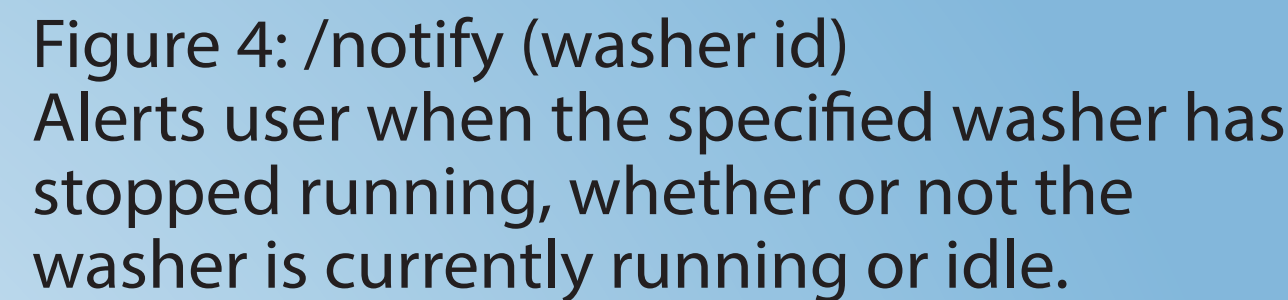 Figure 4: /notify (washer id)
Alerts user when the specified washer has
stopped running, whether or not the
washer is currently running or idle.